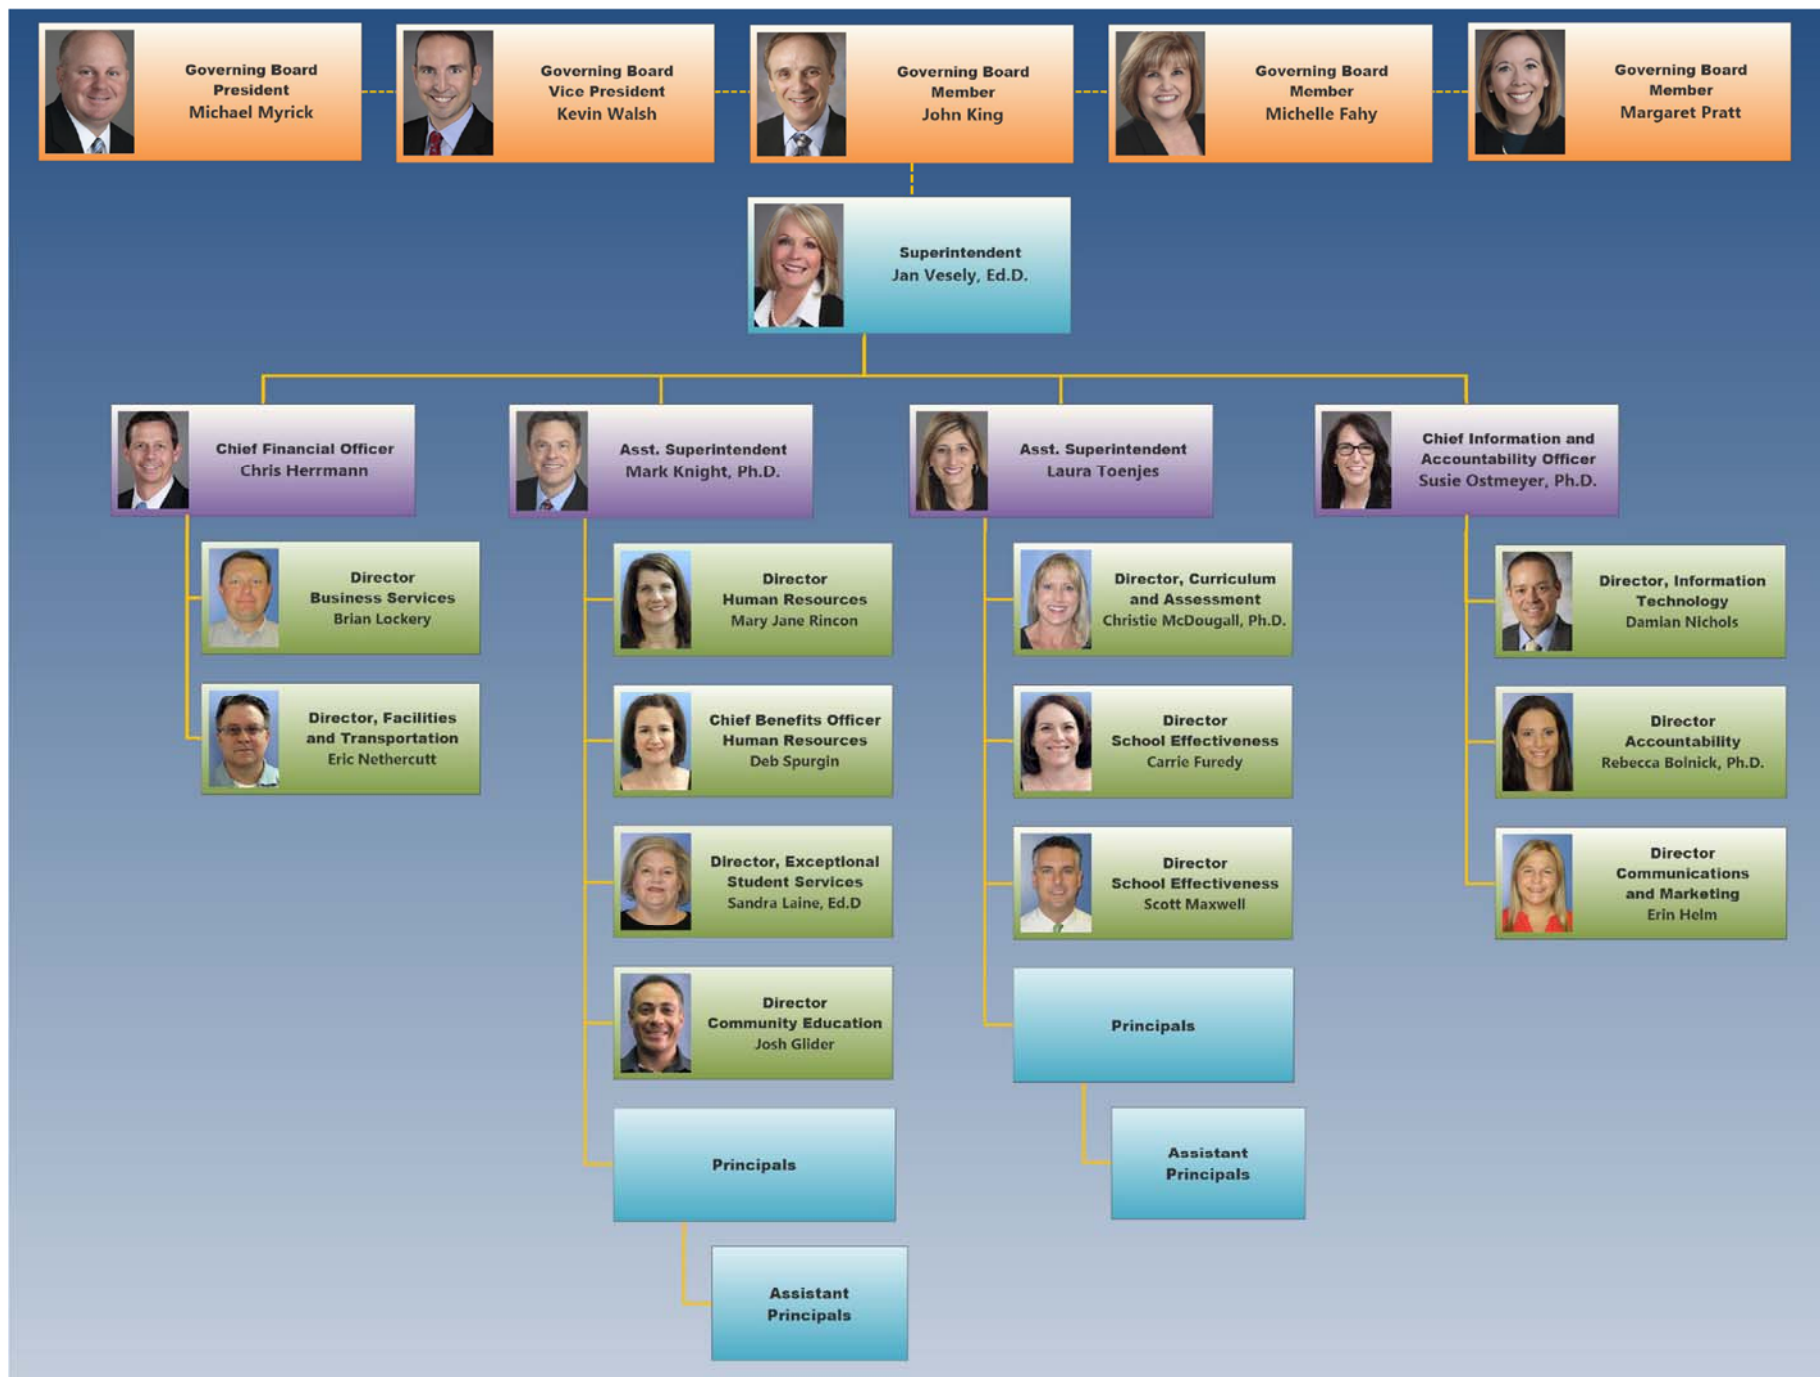 Governing Board
President
Michael Myrick
Governing Board
Vice President
Kevin Walsh
Governing Board
Member
John King
Governing Board
Member
Michelle Fahy
Governing Board
Member
Margaret Pratt
Superintendent
Jan Vesely, Ed.D.
Chief Financial Officer
Chris Herrmann
Asst. Superintendent
Mark Knight, Ph.D.
Asst. Superintendent
Laura Toenjes
Chief Information and
Accountability Officer
Susie Ostmeyer, Ph.D.
Director
Business Services
Brian Lockery
Director, Facilities
and Transportation
Eric Nethercutt
Director
Human Resources
Mary Jane Rincon
Chief Benefits Officer
Human Resources
Deb Spurgin
Director, Exceptional
Student Services
Sandra Laine, Ed.D
Director
Community Education
Josh Glider
Principals
Assistant
Principals
Director, Curriculum
and Assessment
Christie McDougall, Ph.D.
Director
School Effectiveness
Carrie Furedy
Director
School Effectiveness
Scott Maxwell
Principals
Assistant
Principals
Director, Information
Technology
Damian Nichols
Director
Accountability
Rebecca Bolnick, Ph.D.
Director
Communications
and Marketing
Erin Helm